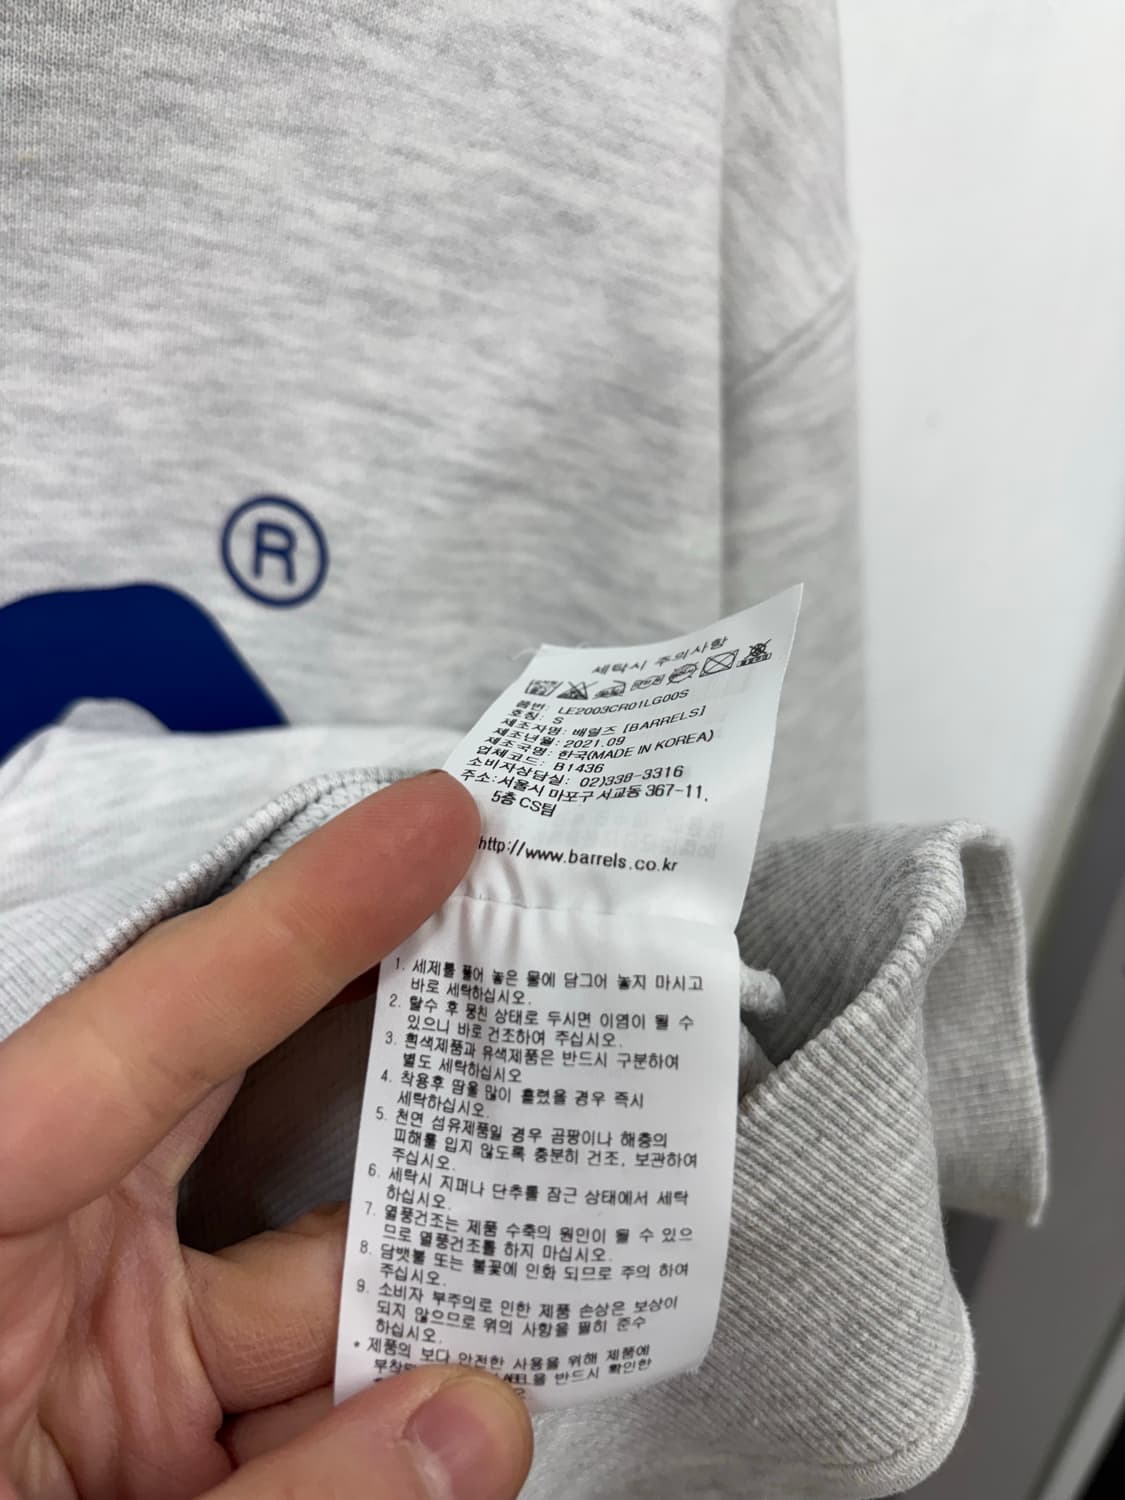 ®
세탁시 주의사항
품번: LE2003CR01LG00S
호칭: S
제조자명: 배럴즈 [BARRELS]
제조년월: 2021.09
제조국명: 한국(MADE IN KOREA)
업체코드: B1436
소비자상담실: 02)338-3316
주소:서울시 마포구 서교동 367-11,
5층 CS팀
http://www.barrels.co.kr
1. 세제를 풀어 놓은 물에 담그어 놓지 마시고
바로 세탁하십시오.
2. 탈수 후 뭉친 상태로 두시면 이염이 될 수
있으니 바로 건조하여 주십시오.
3. 흰색제품과 유색제품은 반드시 구분하여
별도 세탁하십시오
4. 착용후 땀을 많이 흘렸을 경우 즉시
세탁하십시오.
5. 천연 섬유제품일 경우 곰팡이나 해충의
피해를 입지 않도록 충분히 건조, 보관하여
주십시오.
6. 세탁시 지퍼나 단추를 잠근 상태에서 세탁
하십시오.
7. 열풍건조는 제품 수축의 원인이 될 수 있으
므로 열풍건조를 하지 마십시오.
8. 담뱃불 또는 불꽃에 인화 되므로 주의 하여
주십시오.
9. 소비자 부주의로 인한 제품 손상은 보상이
되지 않으므로 위의 사항을 필히 준수
하십시오.
* 제품의 보다 안전한 사용을 위해 제품에
을 반드시 확인한